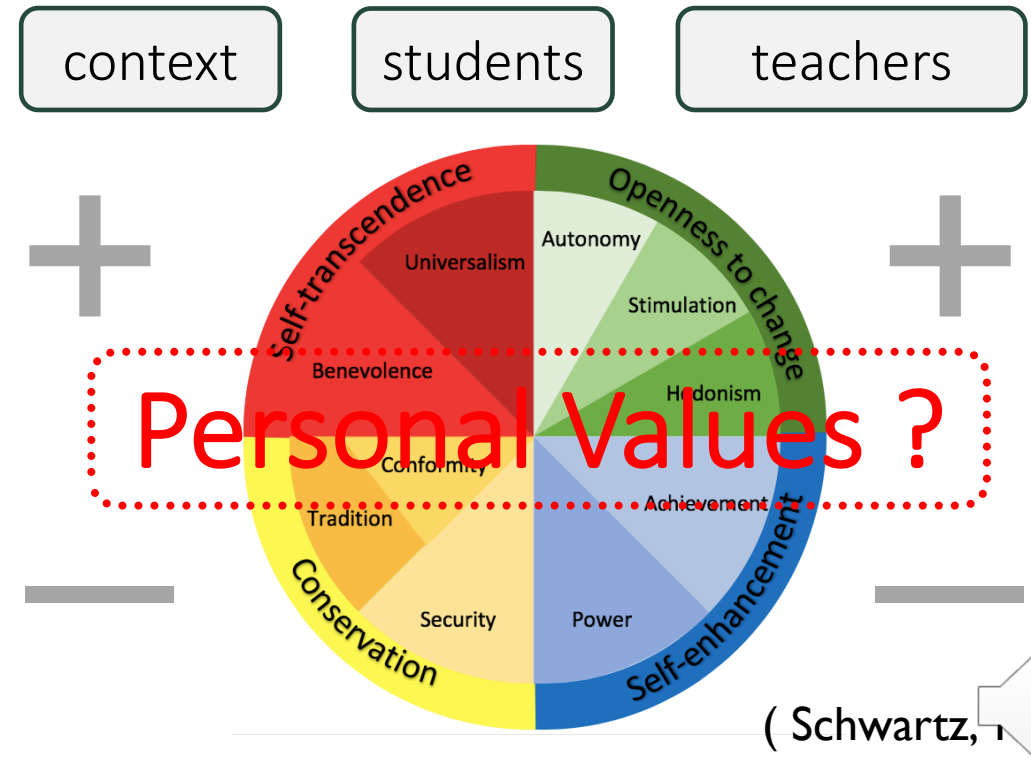 context
students
teachers
Self-transcendence
Openness to change
Universalism
Autonomy
Stimulation
Benevolence
Hedonism
Personal Values ?
Conformity
Achievement
Tradition
Security
Power
Conservation
Self-enhancement
( Schwartz,